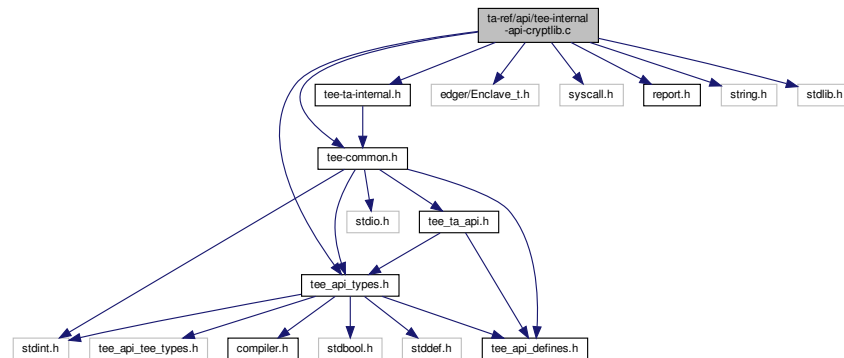 ta-ref/api/tee-internal
-api-cryptlib.c
tee-ta-internal.h
edger/Enclave_t.h
syscall.h
report.h
string.h
stdlib.h
tee-common.h
stdio.h
tee_ta_api.h
tee_api_types.h
stdint.h
tee_api_tee_types.h
compiler.h
stdbool.h
stddef.h
tee_api_defines.h